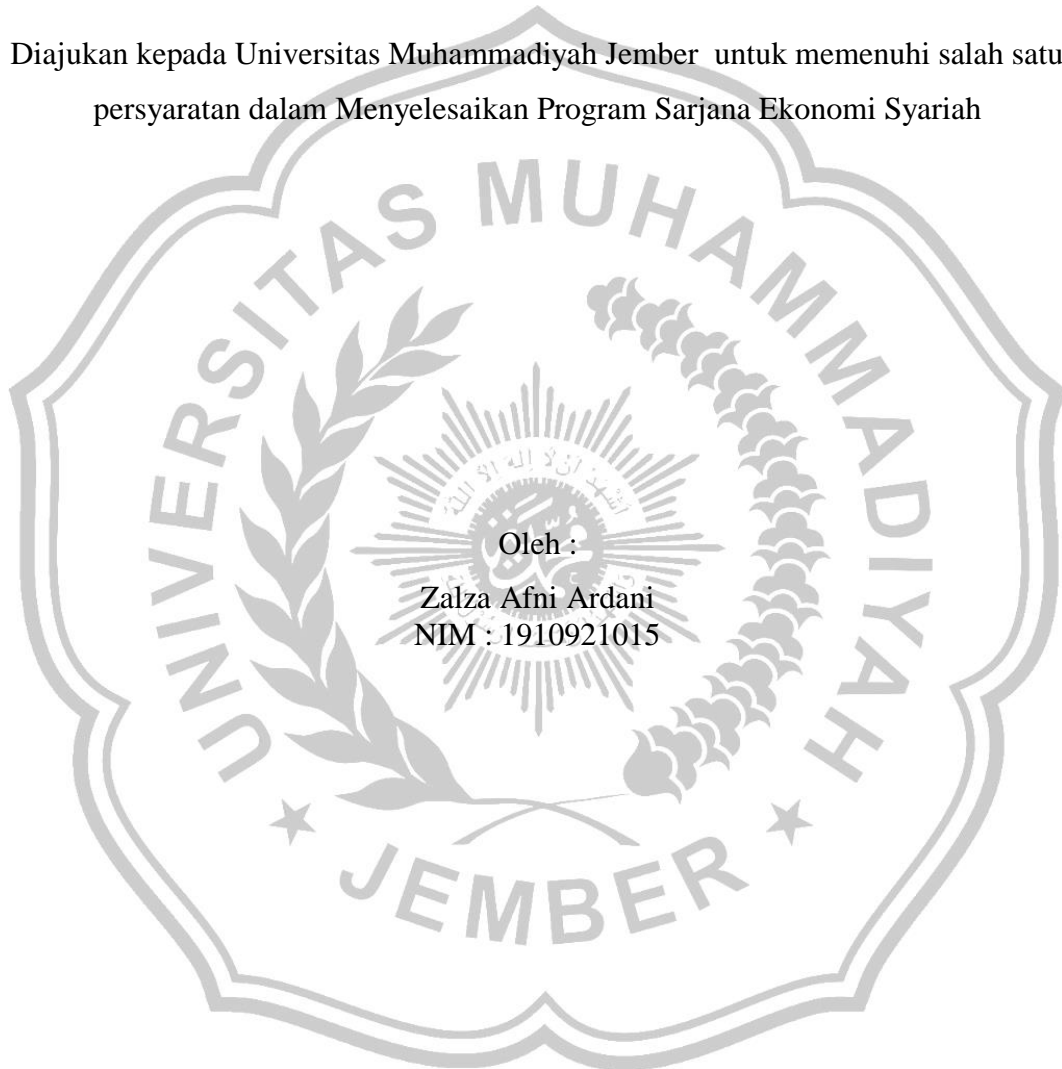 Diajukan kepada Universitas Muhammadiyah Jember  untuk memenuhi salah satu
persyaratan dalam Menyelesaikan Program Sarjana Ekonomi Syariah
UNIVERSITAS MUHAMMADIYAH
Oleh :
Zalza Afni Ardani
NIM : 1910921015
★ JEMBER ★